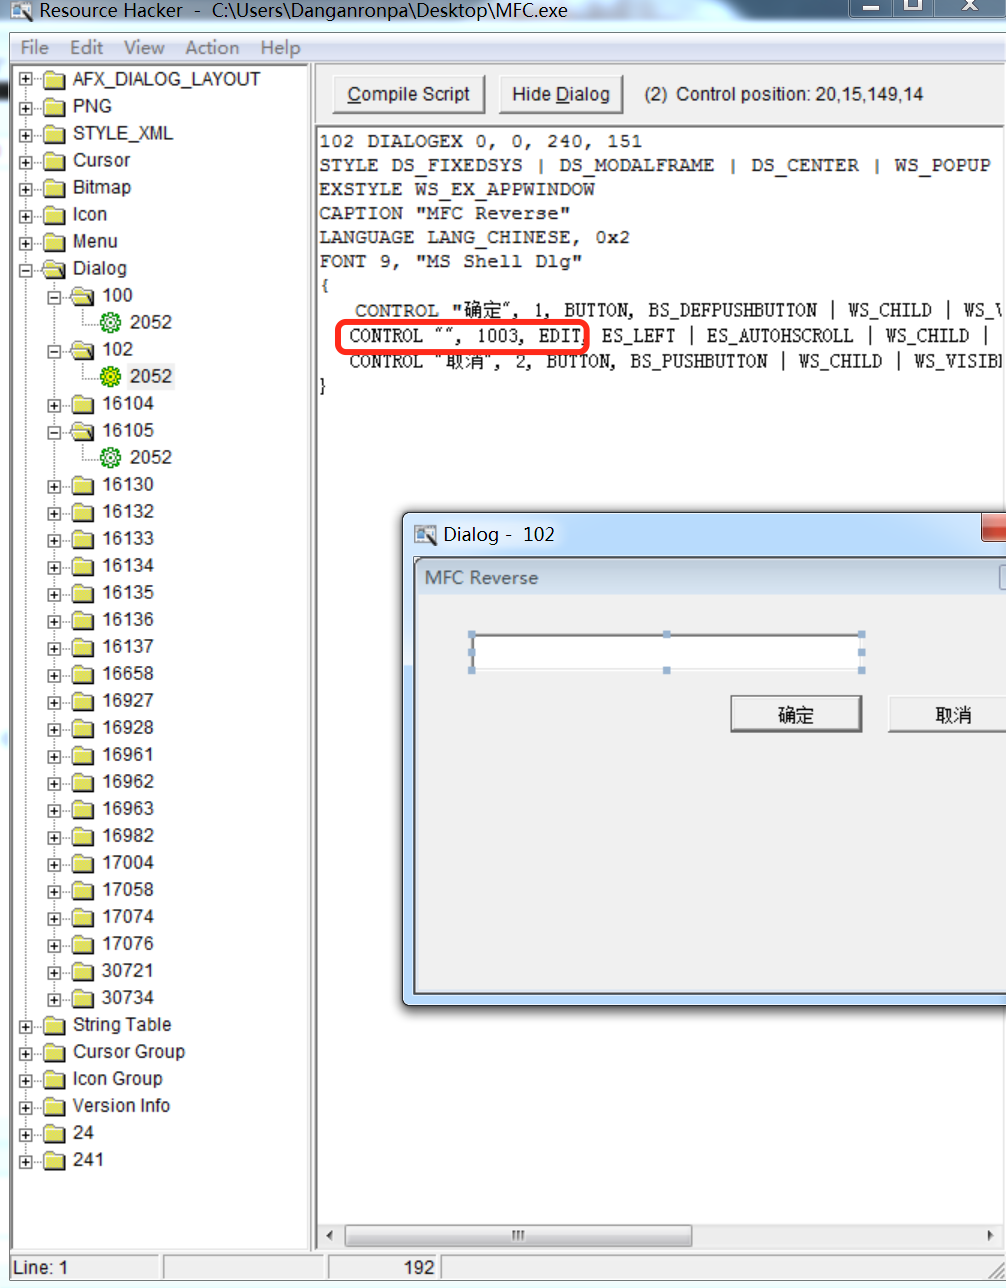 Resource Hacker - C:\Users\Danganronpa\Desktop\MFC.exe
File Edit View Action Help
AFX_DIALOG_LAYOUT
PNG
STYLE_XML
Cursor
Bitmap
Icon
Menu
Dialog
100
2052
102
2052
16104
16105
2052
16130
16132
16133
16134
16135
16136
16137
16658
16927
16928
16961
16962
16963
16982
17004
17058
17074
17076
30721
30734
String Table
Cursor Group
Icon Group
Version Info
24
241
Compile Script Hide Dialog (2) Control position: 20,15,149,14
102 DIALOGEX 0, 0, 240, 151
STYLE DS_FIXEDSYS | DS_MODALFRAME | DS_CENTER | WS_POPUP
EXSTYLE WS_EX_APPWINDOW
CAPTION "MFC Reverse"
LANGUAGE LANG_CHINESE, 0x2
FONT 9, "MS Shell Dlg"
{
CONTROL "确定", 1, BUTTON, BS_DEFPUSHBUTTON | WS_CHILD |
CONTROL "", 1003, EDIT, ES_LEFT | ES_AUTOHSCROLL | WS_CHILD |
CONTROL "取消", 2, BUTTON, BS_PUSHBUTTON | WS_CHILD |
}
Dialog - 102
MFC Reverse
确定 取消
Line: 1 192